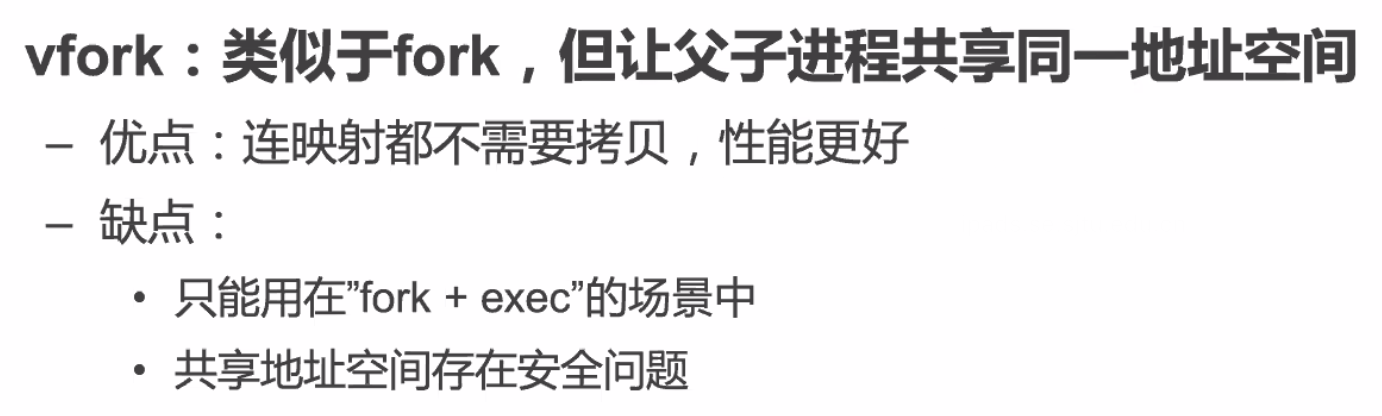 vfork：类似于fork，但让父子进程共享同一地址空间
– 优点：连映射都不需要拷贝，性能更好
– 缺点：
• 只能用在”fork + exec”的场景中
• 共享地址空间存在安全问题